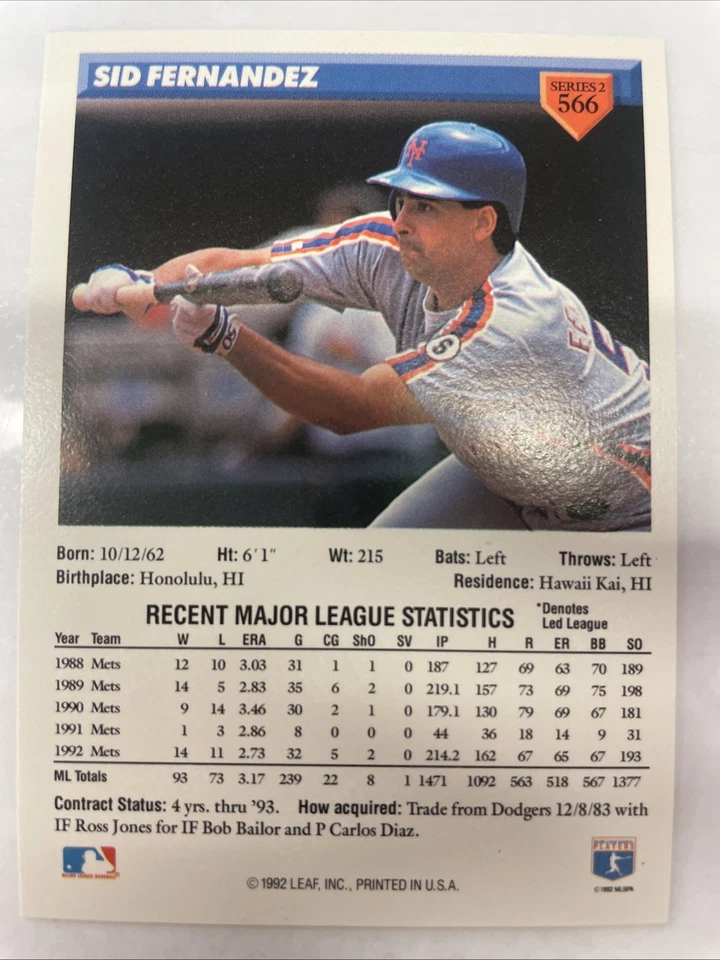 SID FERNANDEZ
SERIES 2
566
NY
S
FE
5
Born: 10/12/62 Ht: 6'1" Wt: 215 Bats: Left Throws: Left
Birthplace: Honolulu, HI Residence: Hawaii Kai, HI
RECENT MAJOR LEAGUE STATISTICS *Denotes
Led League
Year Team W L ERA G CG ShO SV IP H R ER BB SO
1988 Mets 12 10 3.03 31 1 1 0 187 127 69 63 70 189
1989 Mets 14 5 2.83 35 6 2 0 219.1 157 73 69 75 198
1990 Mets 9 14 3.46 30 2 1 0 179.1 130 79 69 67 181
1991 Mets 1 3 2.86 8 0 0 0 44 36 18 14 9 31
1992 Mets 14 11 2.73 32 5 2 0 214.2 162 67 65 67 193
ML Totals 93 73 3.17 239 22 8 1 1471 1092 563 518 567 1377
Contract Status: 4 yrs. thru '93. How acquired: Trade from Dodgers 12/8/83 with
IF Ross Jones for IF Bob Bailor and P Carlos Diaz.
MAJOR LEAGUE BASEBALL
PLAYERS
© 1992 MLBPA
© 1992 LEAF, INC., PRINTED IN U.S.A.